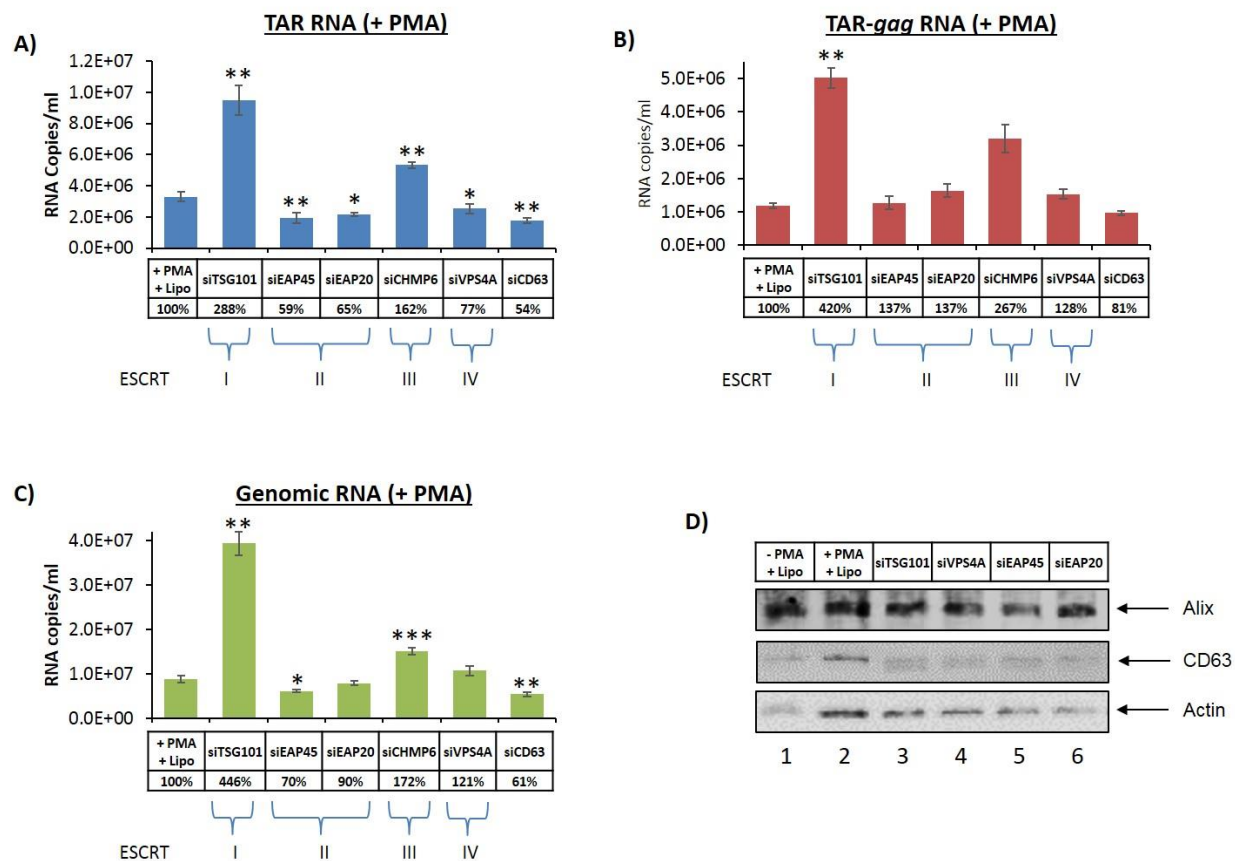 A)
TAR RNA (+ PMA)
RNA Copies/ml
1.2E+07
1.0E+07
8.0E+06
6.0E+06
4.0E+06
2.0E+06
0.0E+00
** ** * ** * **
+ PMA + Lipo siTSG101 siEAP45 siEAP20 siCHMP6 siVPS4A siCD63
100% 288% 59% 65% 162% 77% 54%
ESCRT I II III IV
B)
TAR-gag RNA (+ PMA)
RNA copies/ml
5.0E+06
4.0E+06
3.0E+06
2.0E+06
1.0E+06
0.0E+00
**
+ PMA + Lipo siTSG101 siEAP45 siEAP20 siCHMP6 siVPS4A siCD63
100% 420% 137% 137% 267% 128% 81%
ESCRT I II III IV
C)
Genomic RNA (+ PMA)
RNA copies/ml
4.0E+07
3.0E+07
2.0E+07
1.0E+07
0.0E+00
** * *** **
+ PMA + Lipo siTSG101 siEAP45 siEAP20 siCHMP6 siVPS4A siCD63
100% 446% 70% 90% 172% 121% 61%
ESCRT I II III IV
D)
- PMA + Lipo + PMA + Lipo siTSG101 siVPS4A siEAP45 siEAP20
Alix
CD63
Actin
1 2 3 4 5 6